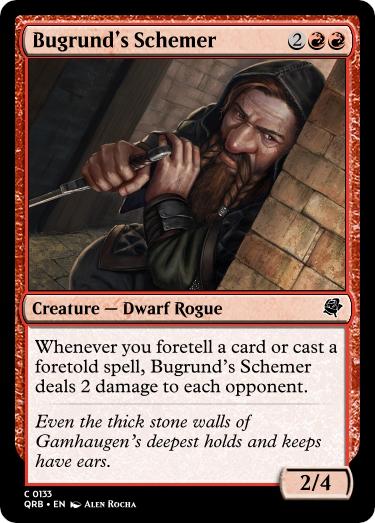 Bugrund's Schemer 2
Creature — Dwarf Rogue
Whenever you foretell a card or cast a
foretold spell, Bugrund's Schemer
deals 2 damage to each opponent.
Even the thick stone walls of
Gamhaugen's deepest holds and keeps
have ears.
2/4
C 0133
QRB • EN Alen Rocha